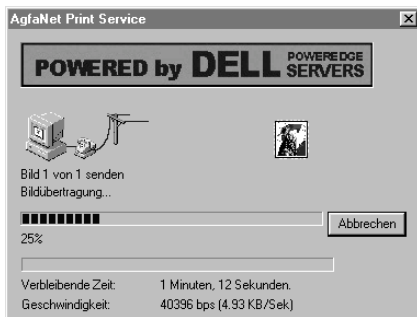 AgfaNet Print Service
POWERED by DELL POWEREDGE SERVERS
Bild 1 von 1 senden
Bildübertragung...
Abbrechen
25%
Verbleibende Zeit: 1 Minuten, 12 Sekunden.
Geschwindigkeit: 40396 bps (4.93 KB/Sek)